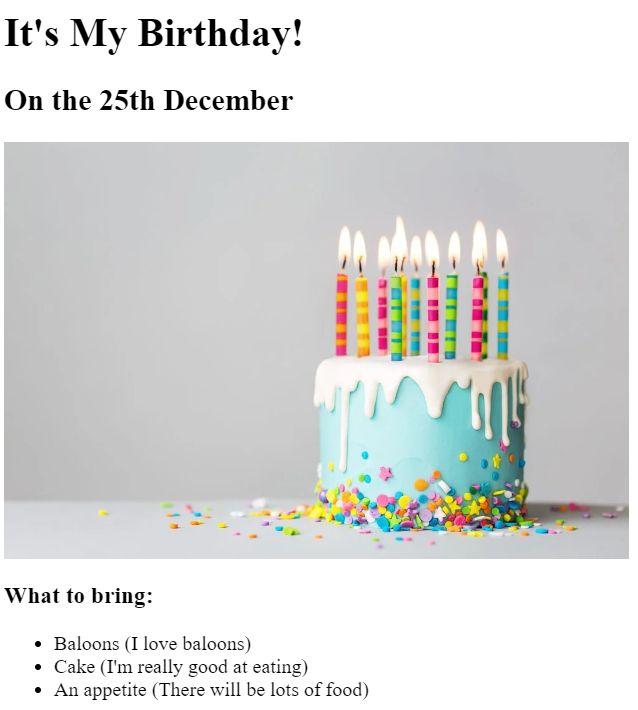 It's My Birthday!
On the 25th December
What to bring:
Baloons (I love baloons)
Cake (I'm really good at eating)
An appetite (There will be lots of food)